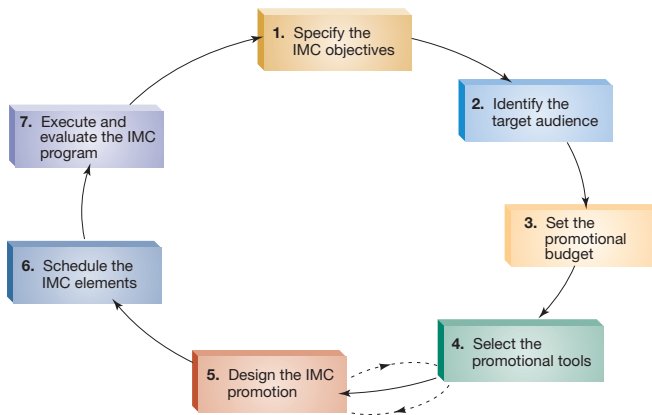 1. Specify the
IMC objectives
2. Identify the
target audience
3. Set the
promotional
budget
4. Select the
promotional tools
5. Design the IMC
promotion
6. Schedule the
IMC elements
7. Execute and
evaluate the IMC
program